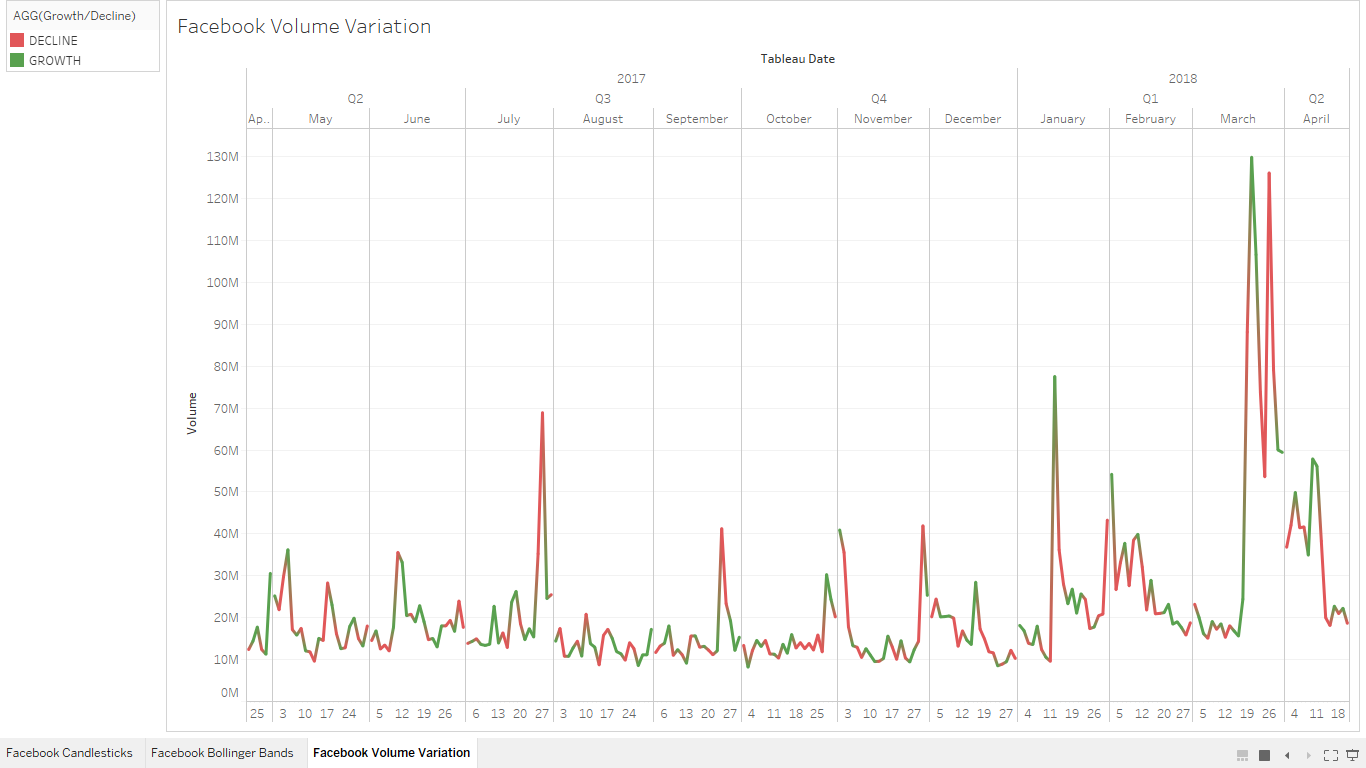 AGG(Growth/Decline)
DECLINE
GROWTH
Facebook Volume Variation
Tableau Date
2017 2018
Q2 Q3 Q4 Q1 Q2
Ap.. May June July August September October November December January February March April
130M
120M
110M
100M
90M
80M
70M
60M
50M
40M
30M
20M
10M
0M
Volume
25 3 10 17 24 5 12 19 26 6 13 20 27 3 10 17 24 6 13 20 27 4 11 18 25 3 10 17 27 5 12 19 27 4 11 19 26 5 12 20 27 5 12 19 26 4 11 18
Facebook Candlesticks Facebook Bollinger Bands Facebook Volume Variation